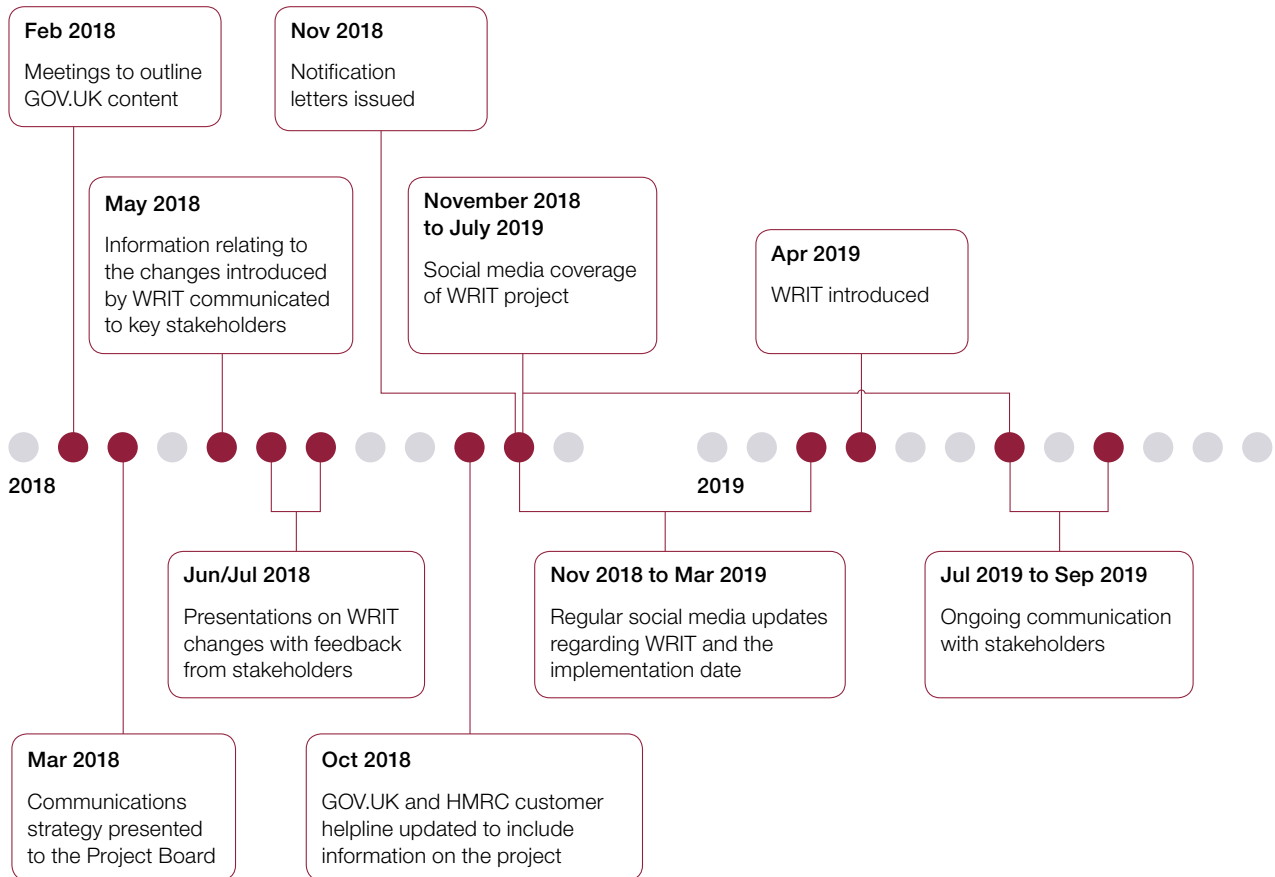 Feb 2018
Meetings to outline
GOV.UK content
Nov 2018
Notification
letters issued
May 2018
Information relating to
the changes introduced
by WRIT communicated
to key stakeholders
November 2018
to July 2019
Social media coverage
of WRIT project
Apr 2019
WRIT introduced
2018
2019
Jun/Jul 2018
Presentations on WRIT
changes with feedback
from stakeholders
Nov 2018 to Mar 2019
Regular social media updates
regarding WRIT and the
implementation date
Jul 2019 to Sep 2019
Ongoing communication
with stakeholders
Mar 2018
Communications
strategy presented
to the Project Board
Oct 2018
GOV.UK and HMRC customer
helpline updated to include
information on the project